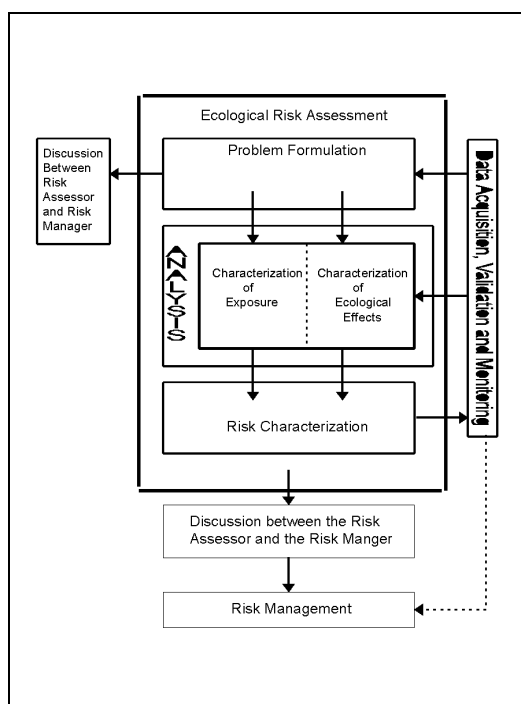 Ecological Risk Assessment
Discussion
Between
Risk
Assessor
and Risk
Manager
Problem Formulation
Data Acquisition, Validation and Monitoring
ANALYSIS
Characterization
of
Exposure
Characterization
of
Ecological
Effects
Risk Characterization
Discussion between the Risk
Assessor and the Risk Manger
Risk Management